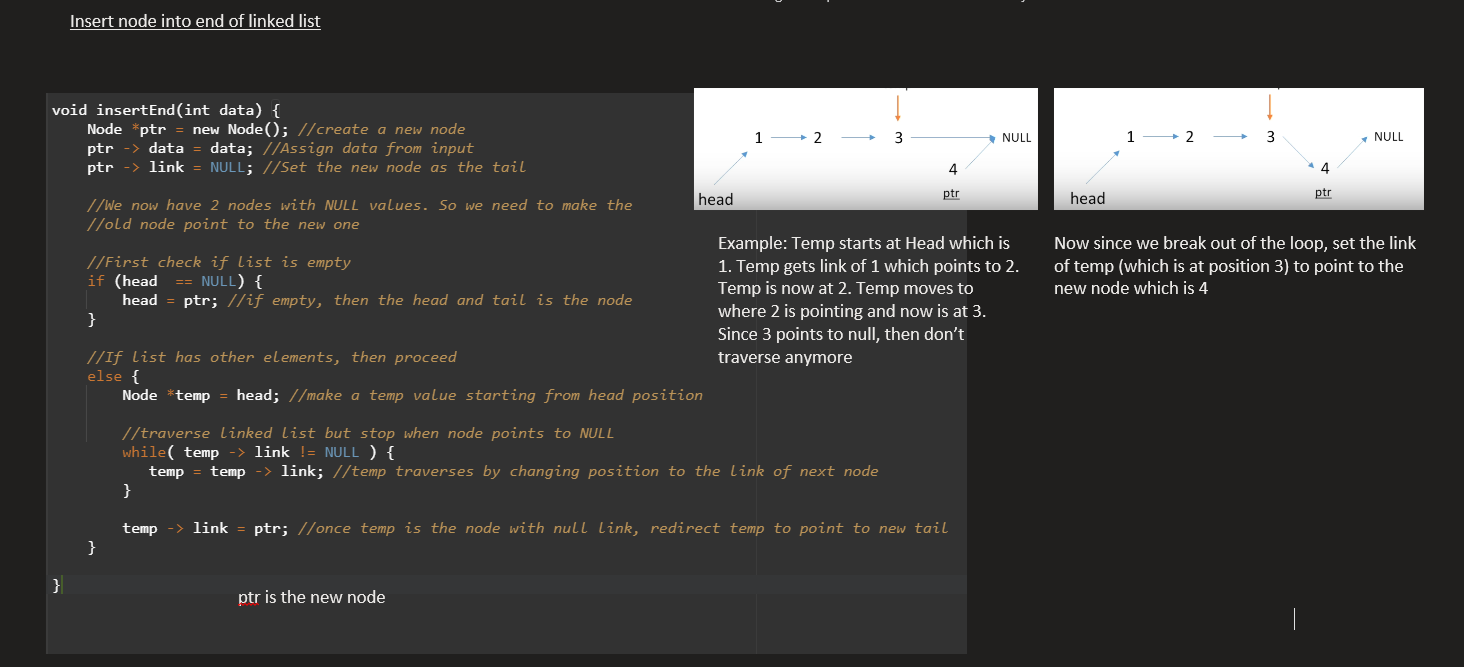 Insert node into end of linked list
void insertEnd(int data) {
Node *ptr = new Node(); //create a new node
ptr -> data = data; //Assign data from input
ptr -> link = NULL; //Set the new node as the tail
//We now have 2 nodes with NULL values. So we need to make the
//old node point to the new one
//First check if list is empty
if (head == NULL) {
head = ptr; //if empty, then the head and tail is the node
}
//If list has other elements, then proceed
else {
Node *temp = head; //make a temp value starting from head position
//traverse linked list but stop when node points to NULL
while( temp -> link != NULL ) {
temp = temp -> link; //temp traverses by changing position to the link of next node
}
temp -> link = ptr; //once temp is the node with null link, redirect temp to point to new tail
}
}
ptr is the new node
1 2 3 NULL
4
ptr
head
Example: Temp starts at Head which is
1. Temp gets link of 1 which points to 2.
Temp is now at 2. Temp moves to
where 2 is pointing and now is at 3.
Since 3 points to null, then don’t
traverse anymore
1 2 3 NULL
4
ptr
head
Now since we break out of the loop, set the link
of temp (which is at position 3) to point to the
new node which is 4